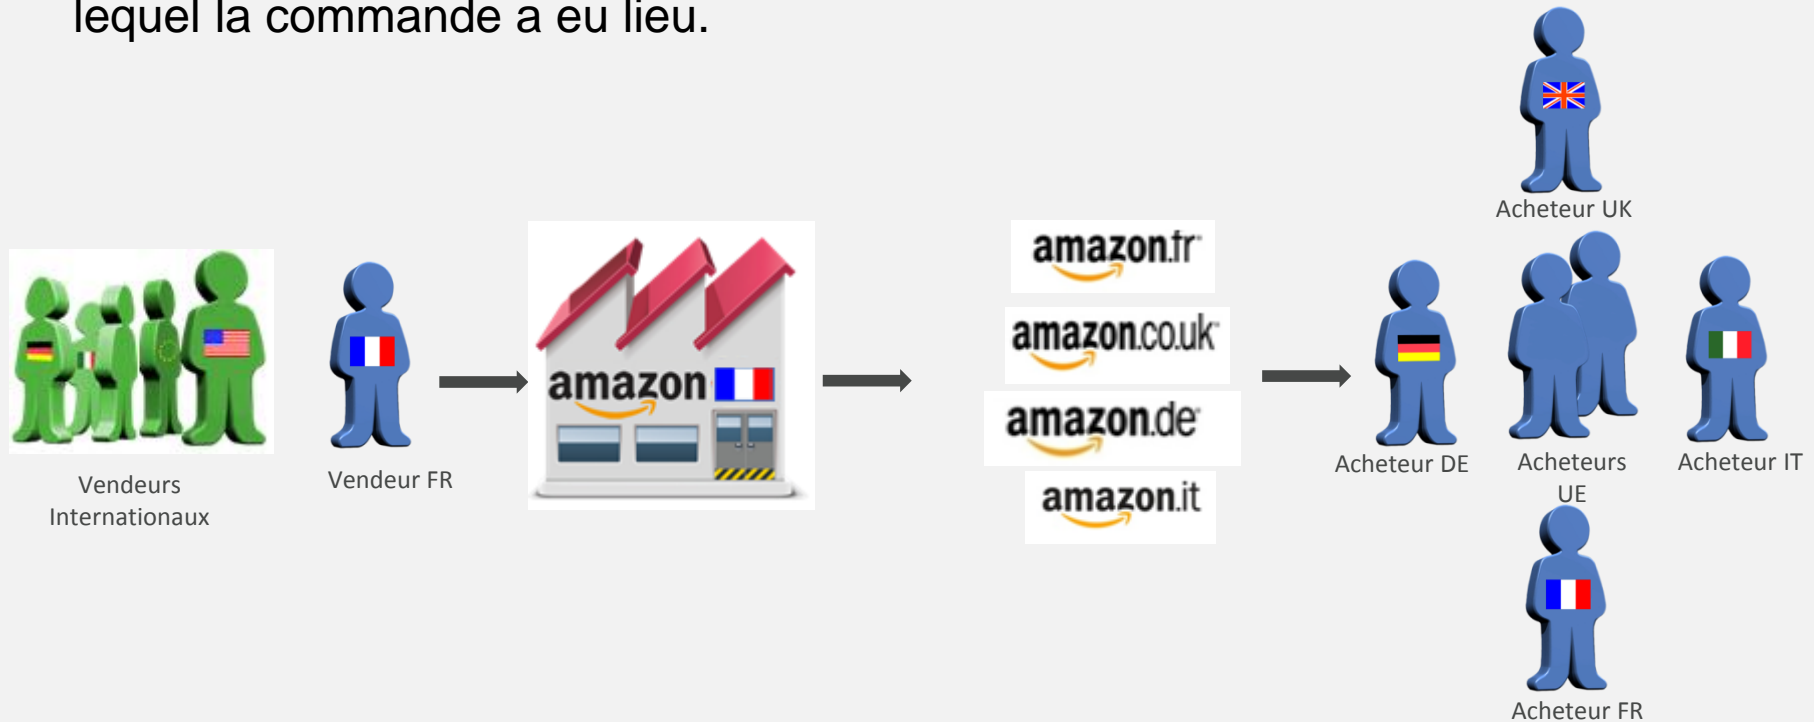 lequel la commande a eu lieu.
Acheteur UK
amazon.fr
amazon.co.uk
amazon
amazon.de
amazon.it
Vendeurs
Internationaux
Vendeur FR
Acheteur DE
Acheteurs
UE
Acheteur IT
Acheteur FR